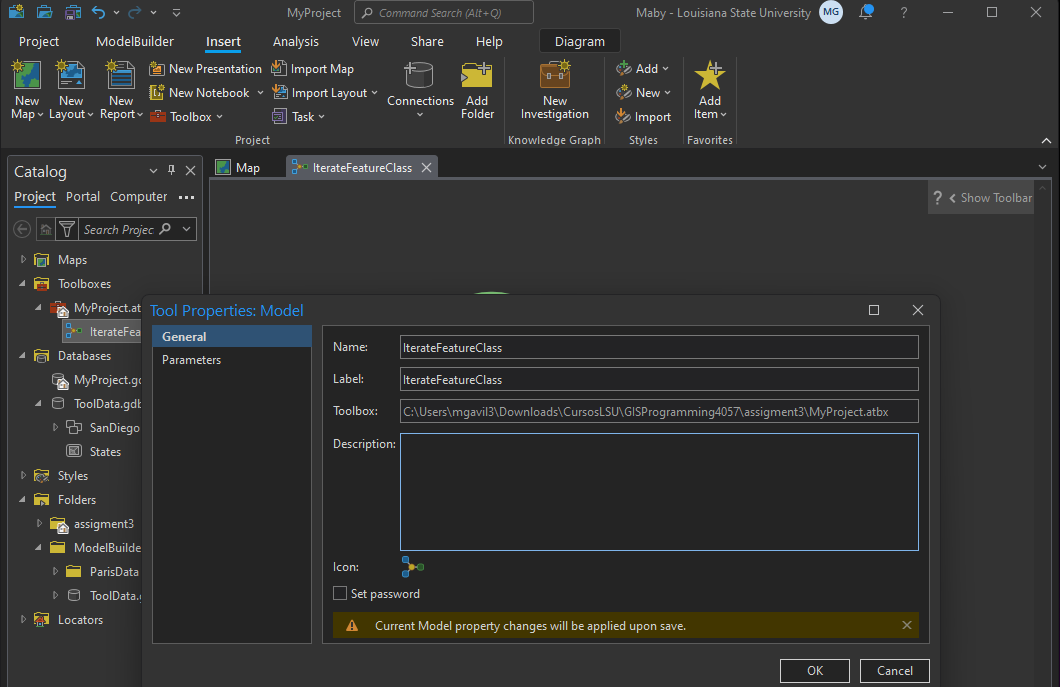 MyProject
Command Search (Alt+Q)
Maby - Louisiana State University
MG
?
Project
ModelBuilder
Insert
Analysis
View
Share
Help
Diagram
New Map
New Layout
New Report
New Presentation
New Notebook
Toolbox
Import Map
Import Layout
Task
Connections
Add Folder
New Investigation
Add
New
Import
Add Item
Project
Knowledge Graph
Styles
Favorites
Catalog
Map
IterateFeatureClass
Project
Portal
Computer
? Show Toolbar
Search Projec
Maps
Toolboxes
MyProject.at
IterateFea
Databases
MyProject.gd
ToolData.gdb
SanDiego
States
Styles
Folders
assigment3
ModelBuilde
ParisData
ToolData.g
Locators
Tool Properties: Model
General
Parameters
Name:
IterateFeatureClass
Label:
IterateFeatureClass
Toolbox:
C:\Users\mgavil3\Downloads\CursosLSU\GISProgramming4057\assigment3\MyProject.atbx
Description:
Icon:
Set password
Current Model property changes will be applied upon save.
OK
Cancel